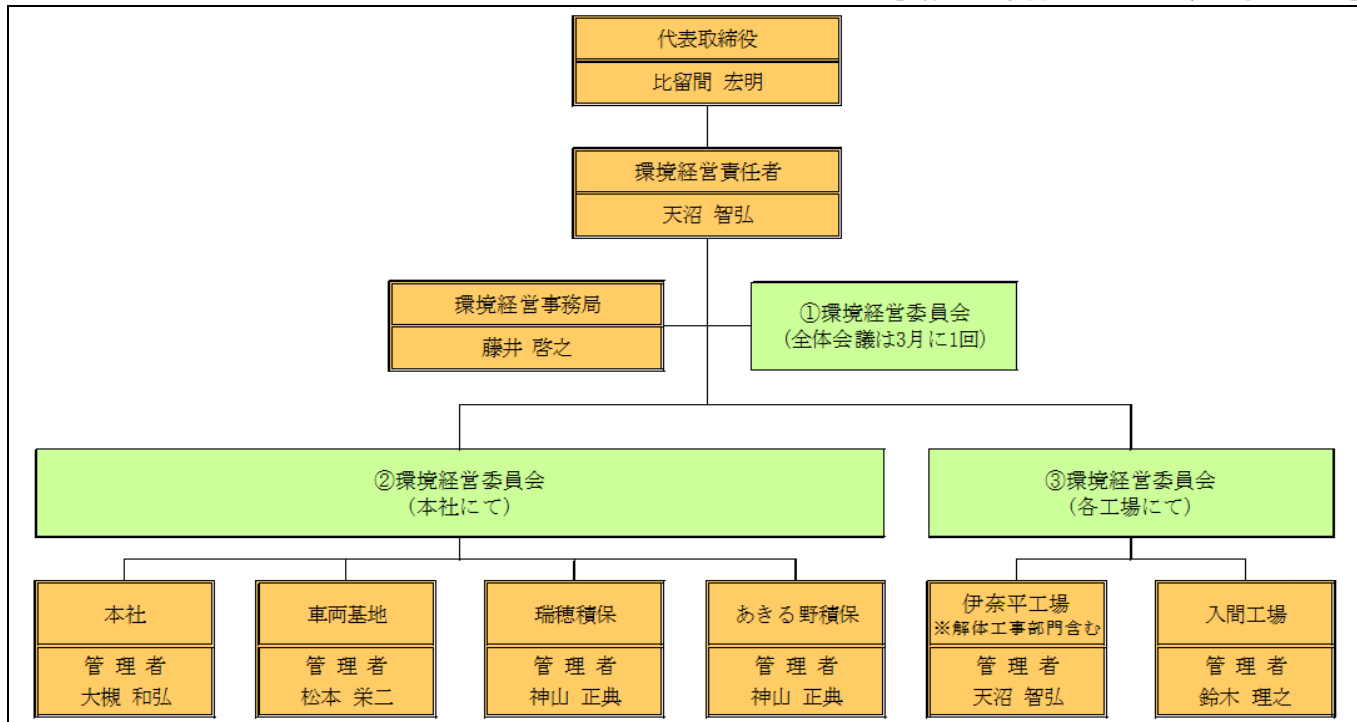 代表取締役
比留間 宏明
環境経営責任者
天沼 智弘
環境経営事務局
藤井 啓之
①環境経営委員会
(全体会議は3月に1回)
②環境経営委員会
(本社にて)
③環境経営委員会
(各工場にて)
本社
管 理 者
大槻 和弘
車両基地
管 理 者
松本 栄二
瑞穂積保
管 理 者
神山 正典
あきる野積保
管 理 者
神山 正典
伊奈平工場
※解体工事部門含む
管 理 者
天沼 智弘
入間工場
管 理 者
鈴木 理之